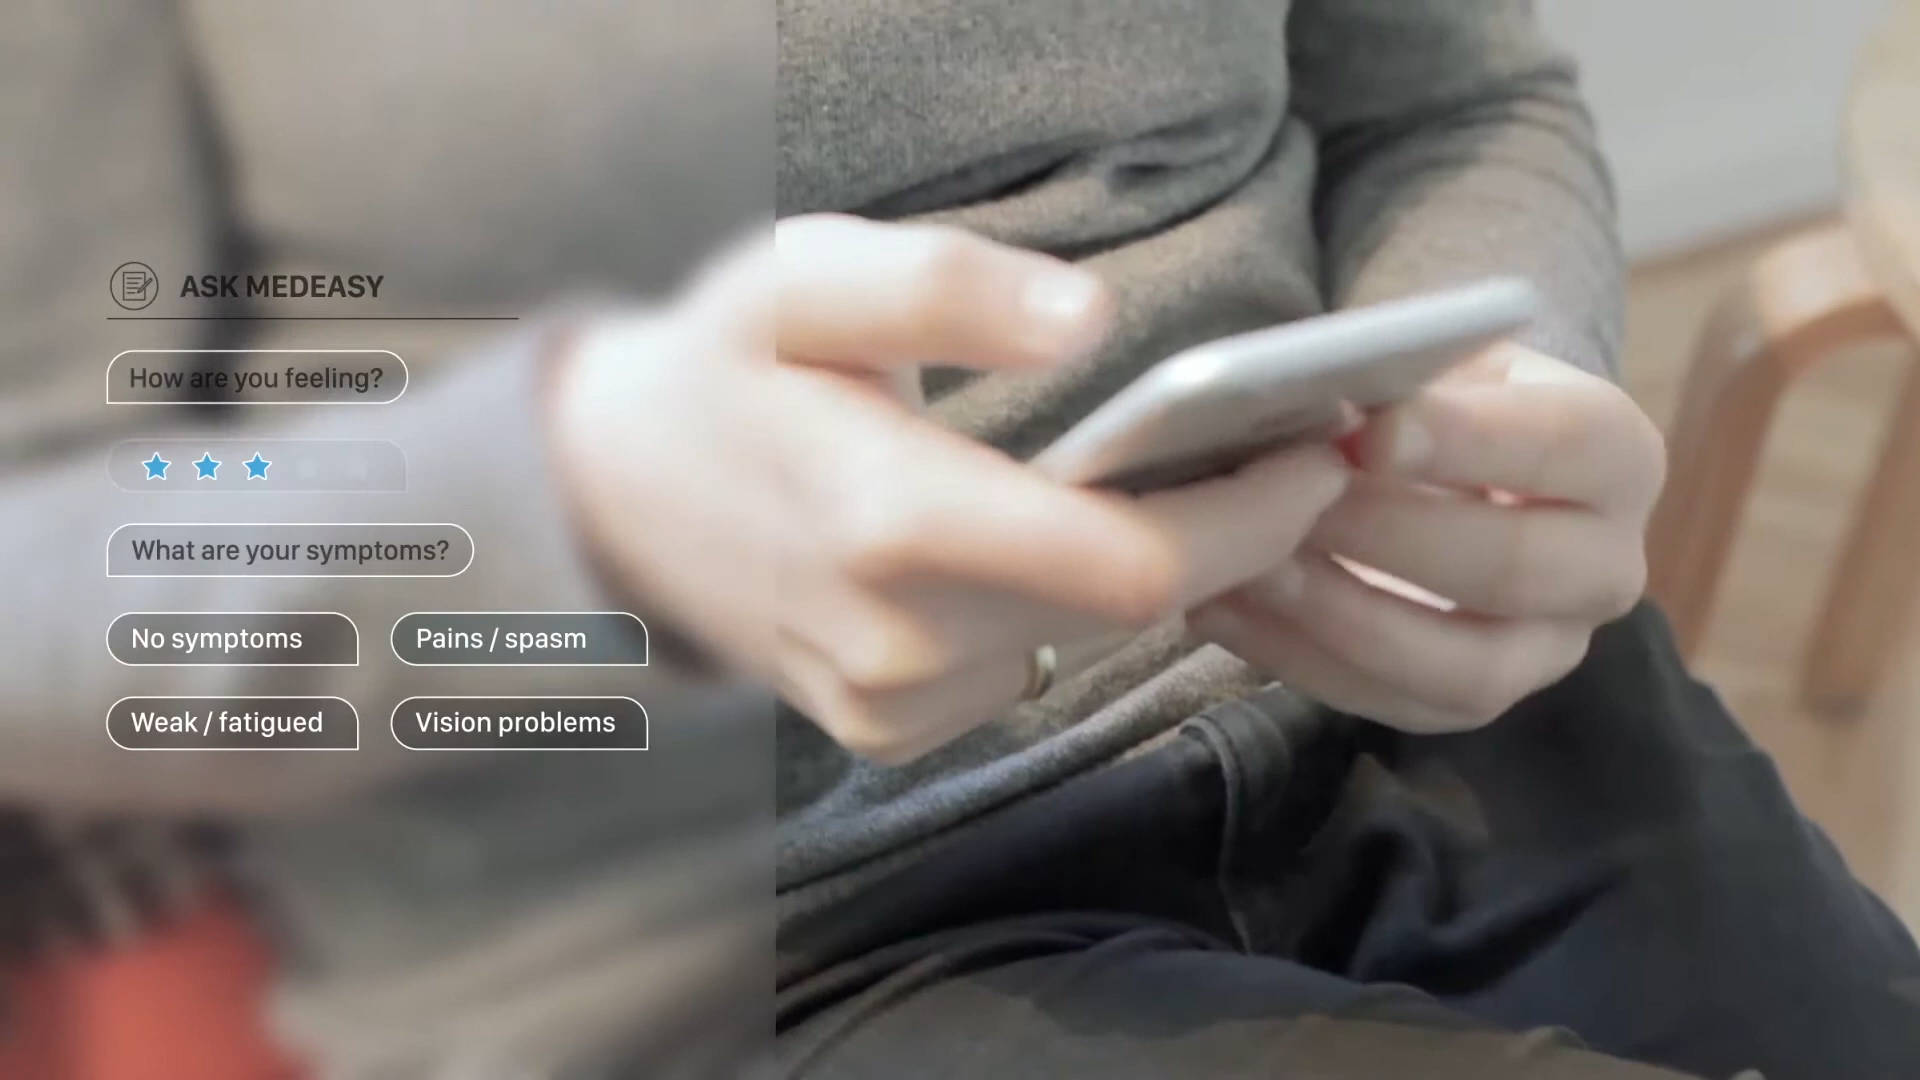 ASK MEDEASY
How are you feeling?
What are your symptoms?
No symptoms
Pains / spasm
Weak / fatigued
Vision problems